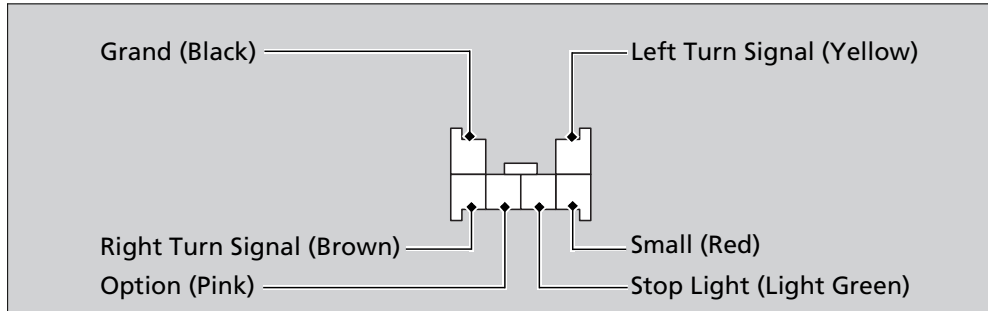 Grand (Black)
Left Turn Signal (Yellow)
Right Turn Signal (Brown)
Small (Red)
Option (Pink)
Stop Light (Light Green)